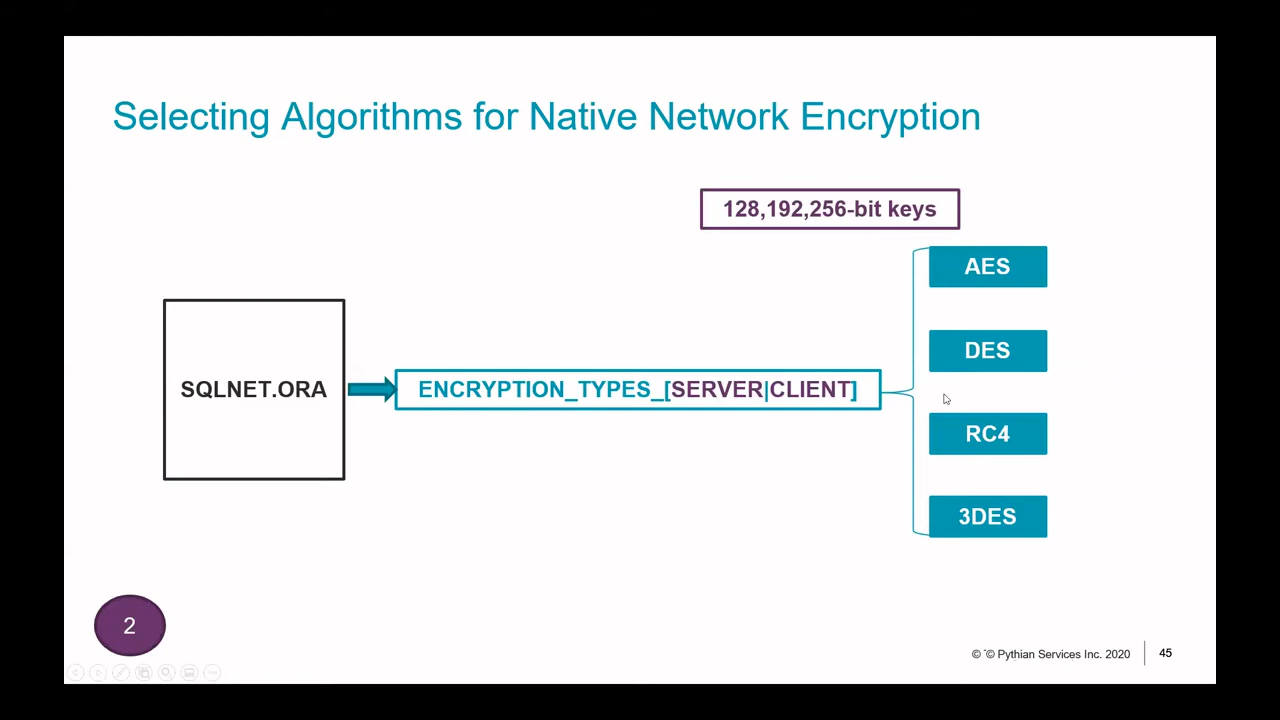 Selecting Algorithms for Native Network Encryption
128,192,256-bit keys
AES
DES
SQLNET.ORA
ENCRYPTION_TYPES_[SERVER|CLIENT]
RC4
3DES
2
© ¨© Pythian Services Inc. 2020
45